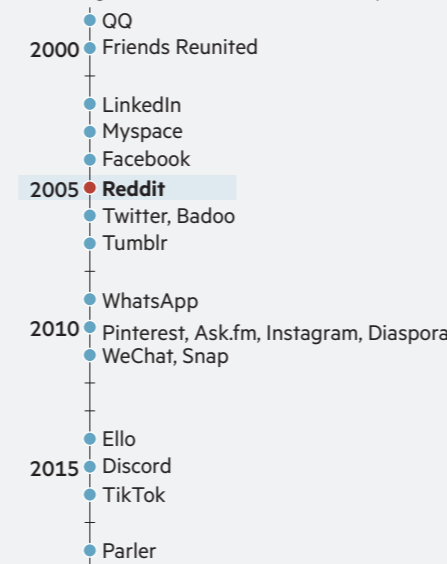 QQ
2000 Friends Reunited
LinkedIn
Myspace
Facebook
2005 Reddit
Twitter, Badoo
Tumblr
WhatsApp
2010 Pinterest, Ask.fm, Instagram, Diaspora
WeChat, Snap
Ello
2015 Discord
TikTok
Parler